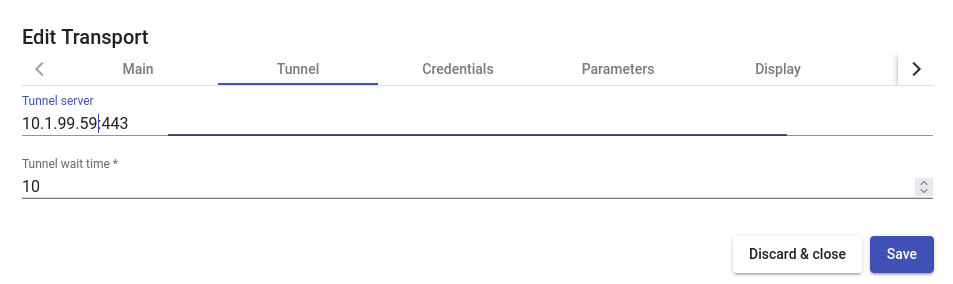 Edit Transport
Main Tunnel Credentials Parameters Display
Tunnel server
10.1.99.59:443
Tunnel wait time *
10
Discard & close Save